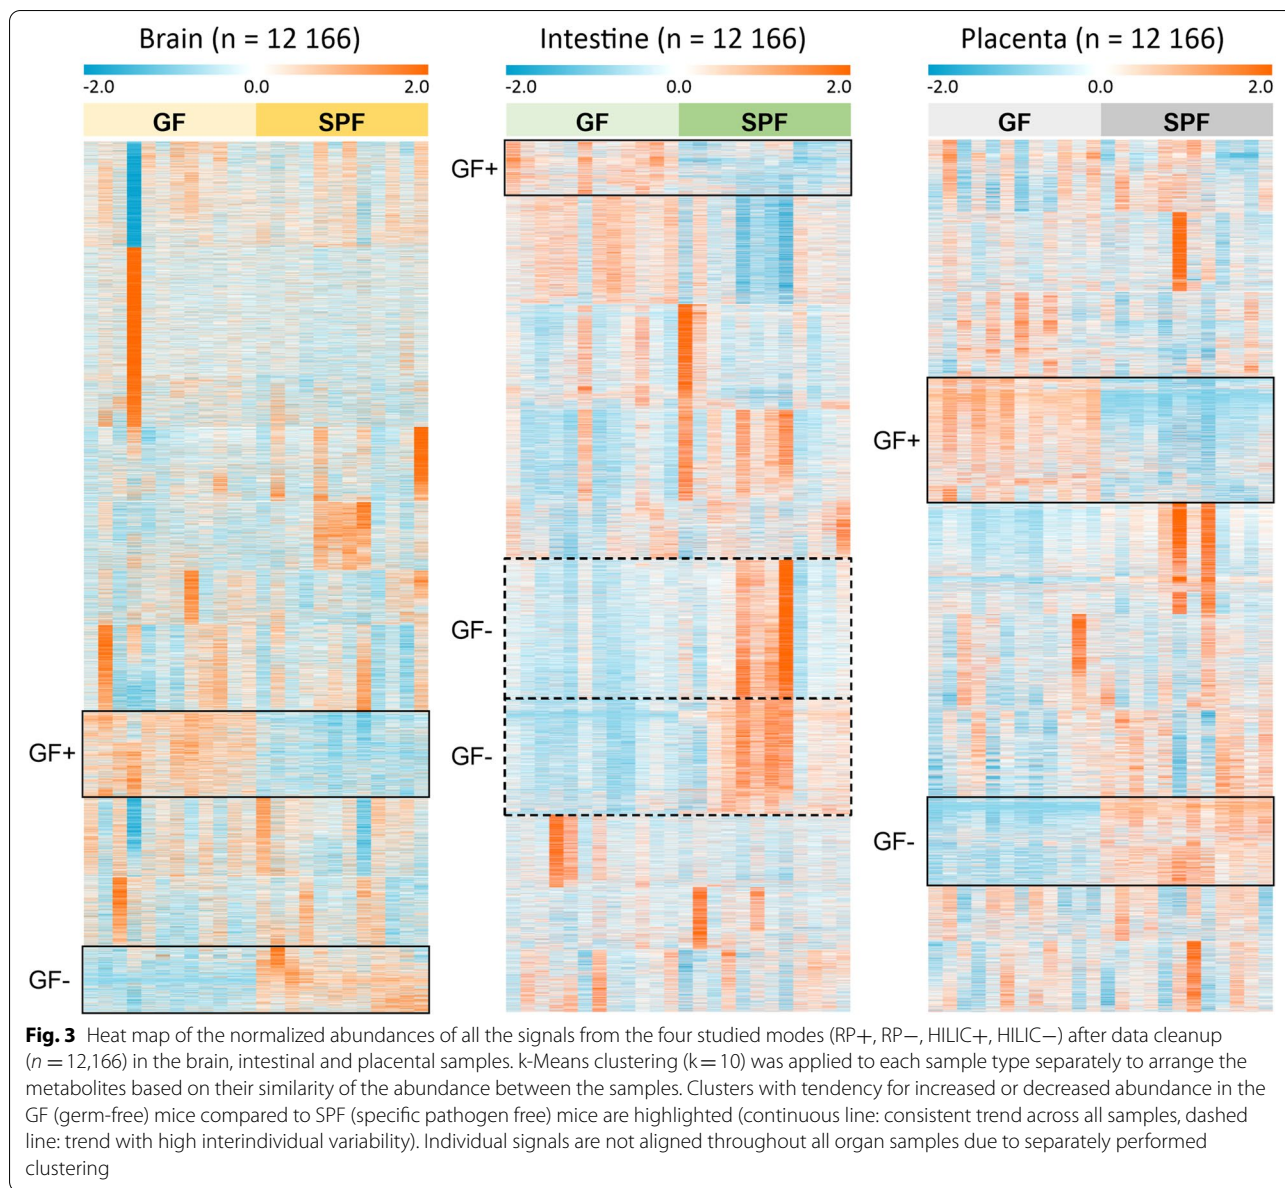 Brain (n = 12 166)
-2.0 0.0 2.0
GF SPF
GF+
GF-
Intestine (n = 12 166)
-2.0 0.0 2.0
GF SPF
GF+
GF-
GF-
Placenta (n = 12 166)
-2.0 0.0 2.0
GF SPF
GF+
GF-
Fig. 3 Heat map of the normalized abundances of all the signals from the four studied modes (RP+, RP−, HILIC+, HILIC−) after data cleanup
(n = 12,166) in the brain, intestinal and placental samples. k-Means clustering (k = 10) was applied to each sample type separately to arrange the
metabolites based on their similarity of the abundance between the samples. Clusters with tendency for increased or decreased abundance in the
GF (germ-free) mice compared to SPF (specific pathogen free) mice are highlighted (continuous line: consistent trend across all samples, dashed
line: trend with high interindividual variability). Individual signals are not aligned throughout all organ samples due to separately performed
clustering